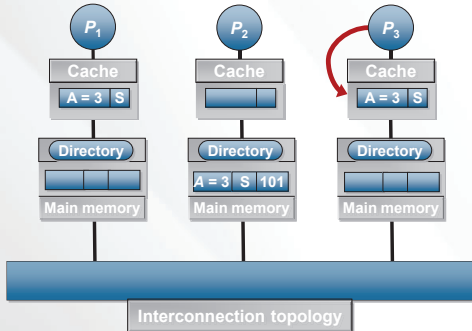 P1 P2 P3
Cache Cache Cache
A = 3 S A = 3 S
Directory Directory Directory
A = 3 S 101
Main memory Main memory Main memory
Interconnection topology